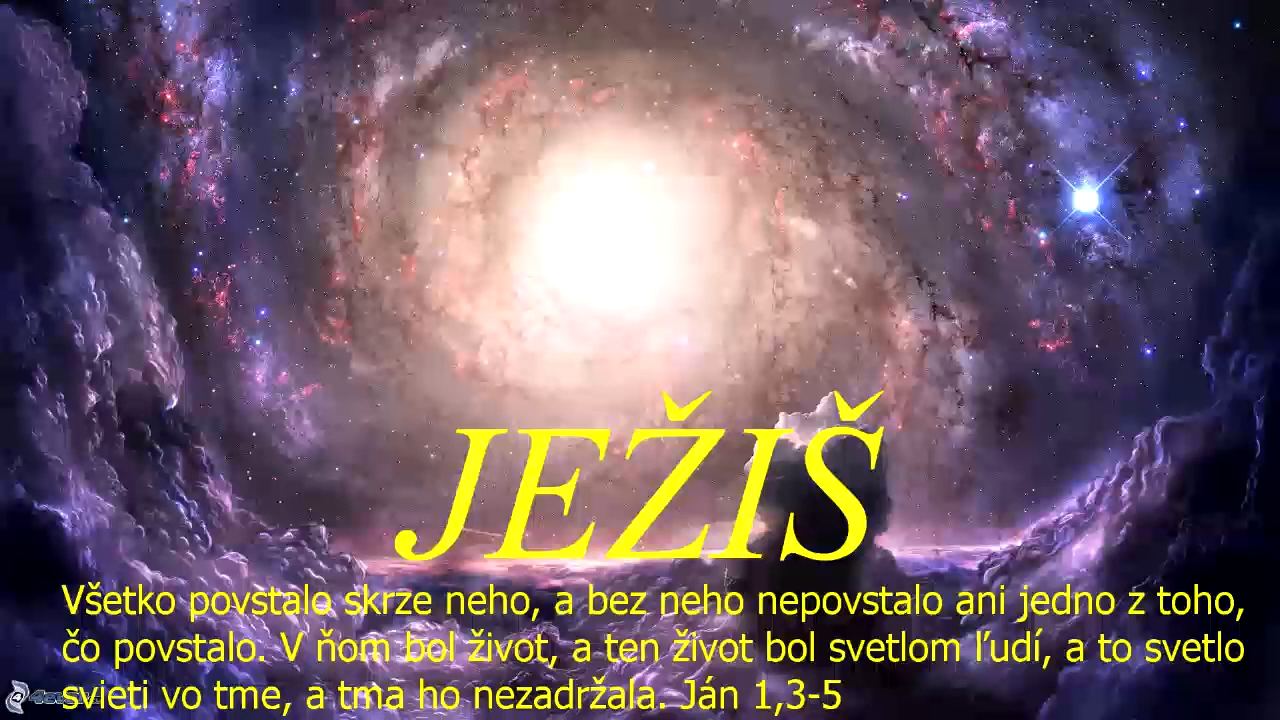 JEŽIŠ
Všetko povstalo skrze neho, a bez neho nepovstalo ani jedno z toho,
čo povstalo. V ňom bol život, a ten život bol svetlom ľudí, a to svetlo
svieti vo tme, a tma ho nezadržala. Ján 1,3-5